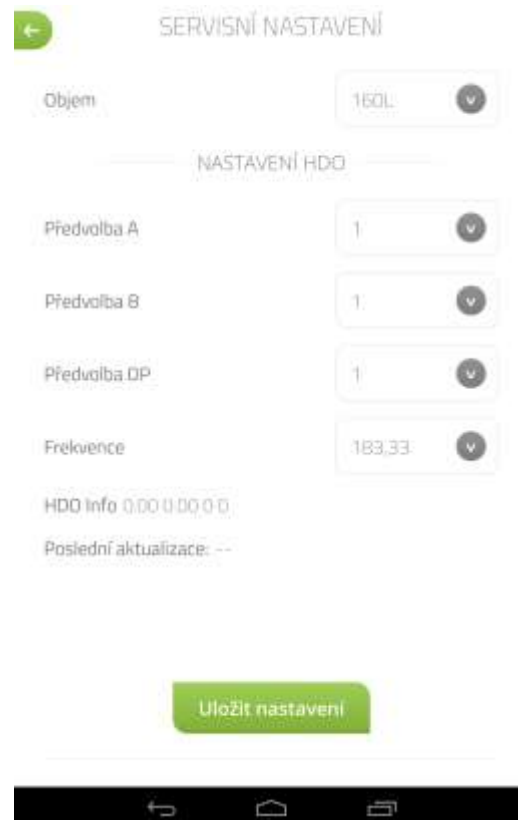 SERVISNÍ NASTAVENÍ
Objem 160L
NASTAVENÍ HDO
Předvolba A 1
Předvolba B 1
Předvolba DP 1
Frekvence 183.33
HDO Info 0.00 0.00 0 0
Poslední aktualizace: --
Uložit nastavení